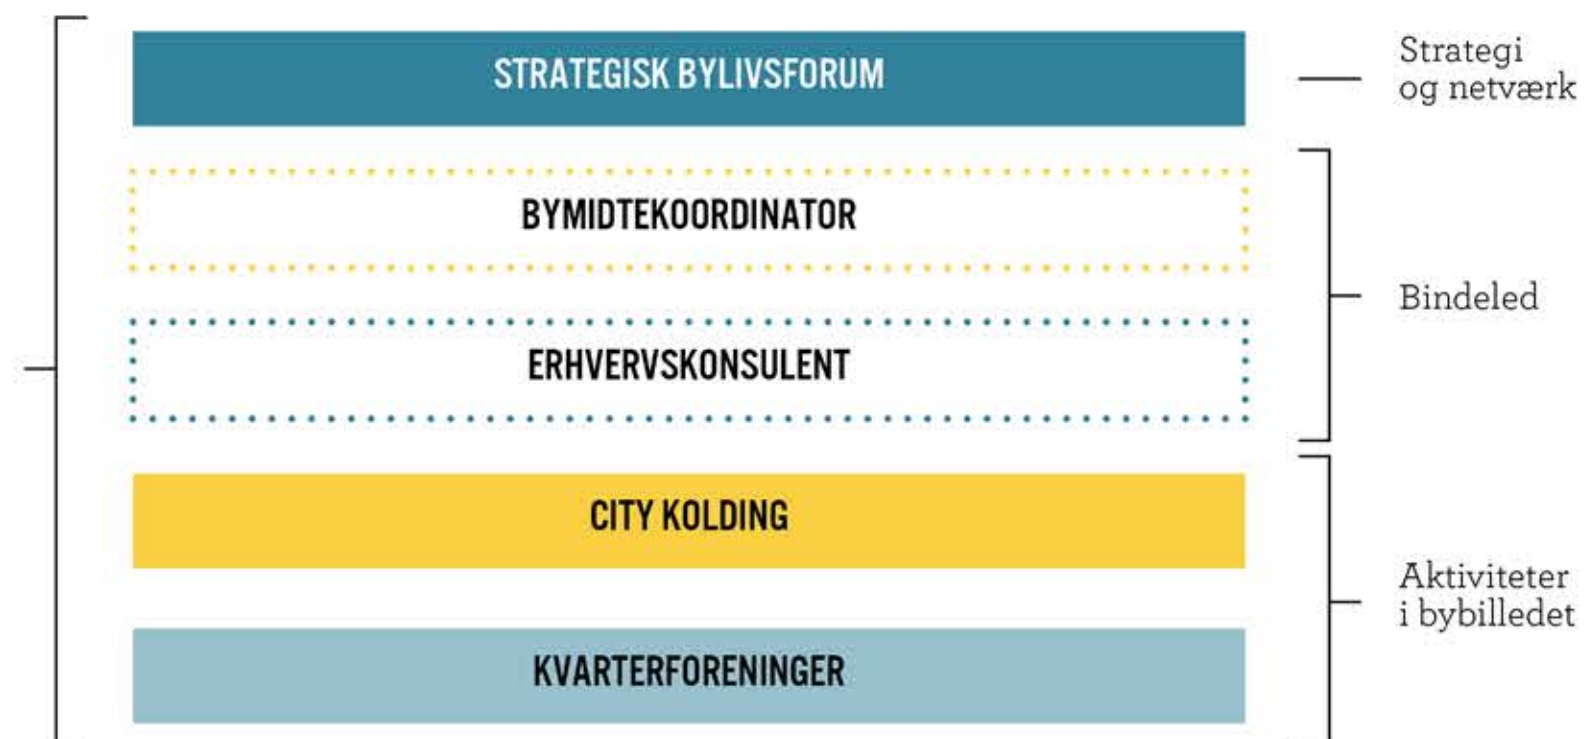 STRATEGISK BYLIVSFORUM
Strategi
og netværk
BYMIDTEKOORDINATOR
Bindeled
ERHVERVSKONSULENT
CITY KOLDING
Aktiviteter
i bybilledet
KVARTERFORENINGER